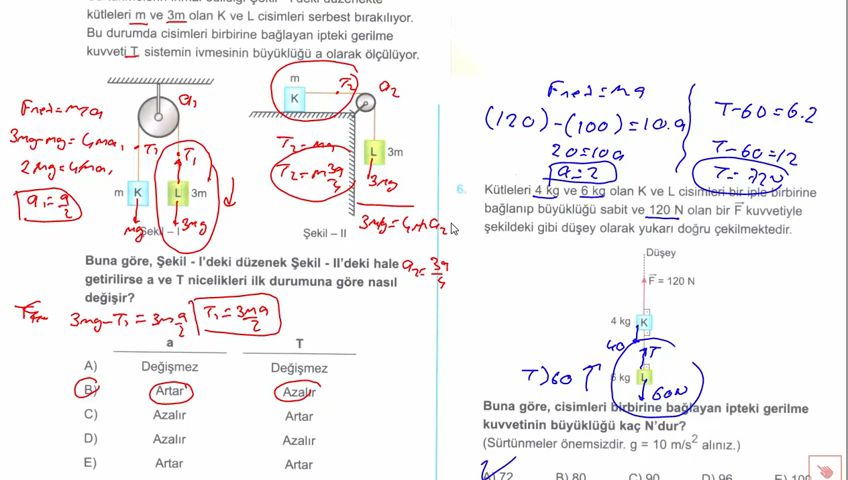 kütleleri m ve 3m olan K ve L cisimleri serbest bırakılıyor.
Bu durumda cisimleri birbirine bağlayan ipteki gerilme
kuvveti T sistemin ivmesinin büyüklüğü a olarak ölçülüyor.
a₁
Fnet=ma
3mg-mg=4ma₁
2mg=4ma₁
a₁=g/2
T₁
T₁
m K
L 3m
mg
3mg
Şekil – I
m
K
T₂
a₂
T₂=ma
T₂=m3g/4
L 3m
3mg
3mg=4ma₂
Şekil – II
a₂=3g/4
Buna göre, Şekil - I'deki düzenek Şekil - II'deki hale
getirilirse a ve T nicelikleri ilk durumuna göre nasıl
değişir?
3mg-T₁=3m g/2
T₁=3mg/2
a T
A) Değişmez Değişmez
B) Artar Azalır
C) Azalır Artar
D) Azalır Azalır
E) Artar Artar
Fnet=ma
(120)-(100)=10.a
20=10a
a=2
T-60=6.2
T-60=12
T=72N
6. Kütleleri 4 kg ve 6 kg olan K ve L cisimleri bir iple birbirine
bağlanıp büyüklüğü sabit ve 120 N olan bir F kuvvetiyle
şekildeki gibi düşey olarak yukarı doğru çekilmektedir.
Düşey
F = 120 N
4 kg K
40
T
T>60
kg L
60N
Buna göre, cisimleri birbirine bağlayan ipteki gerilme
kuvvetinin büyüklüğü kaç N'dur?
(Sürtünmeler önemsizdir. g = 10 m/s² alınız.)
A) 72 B) 80 C) 90 D) 96 E) 100